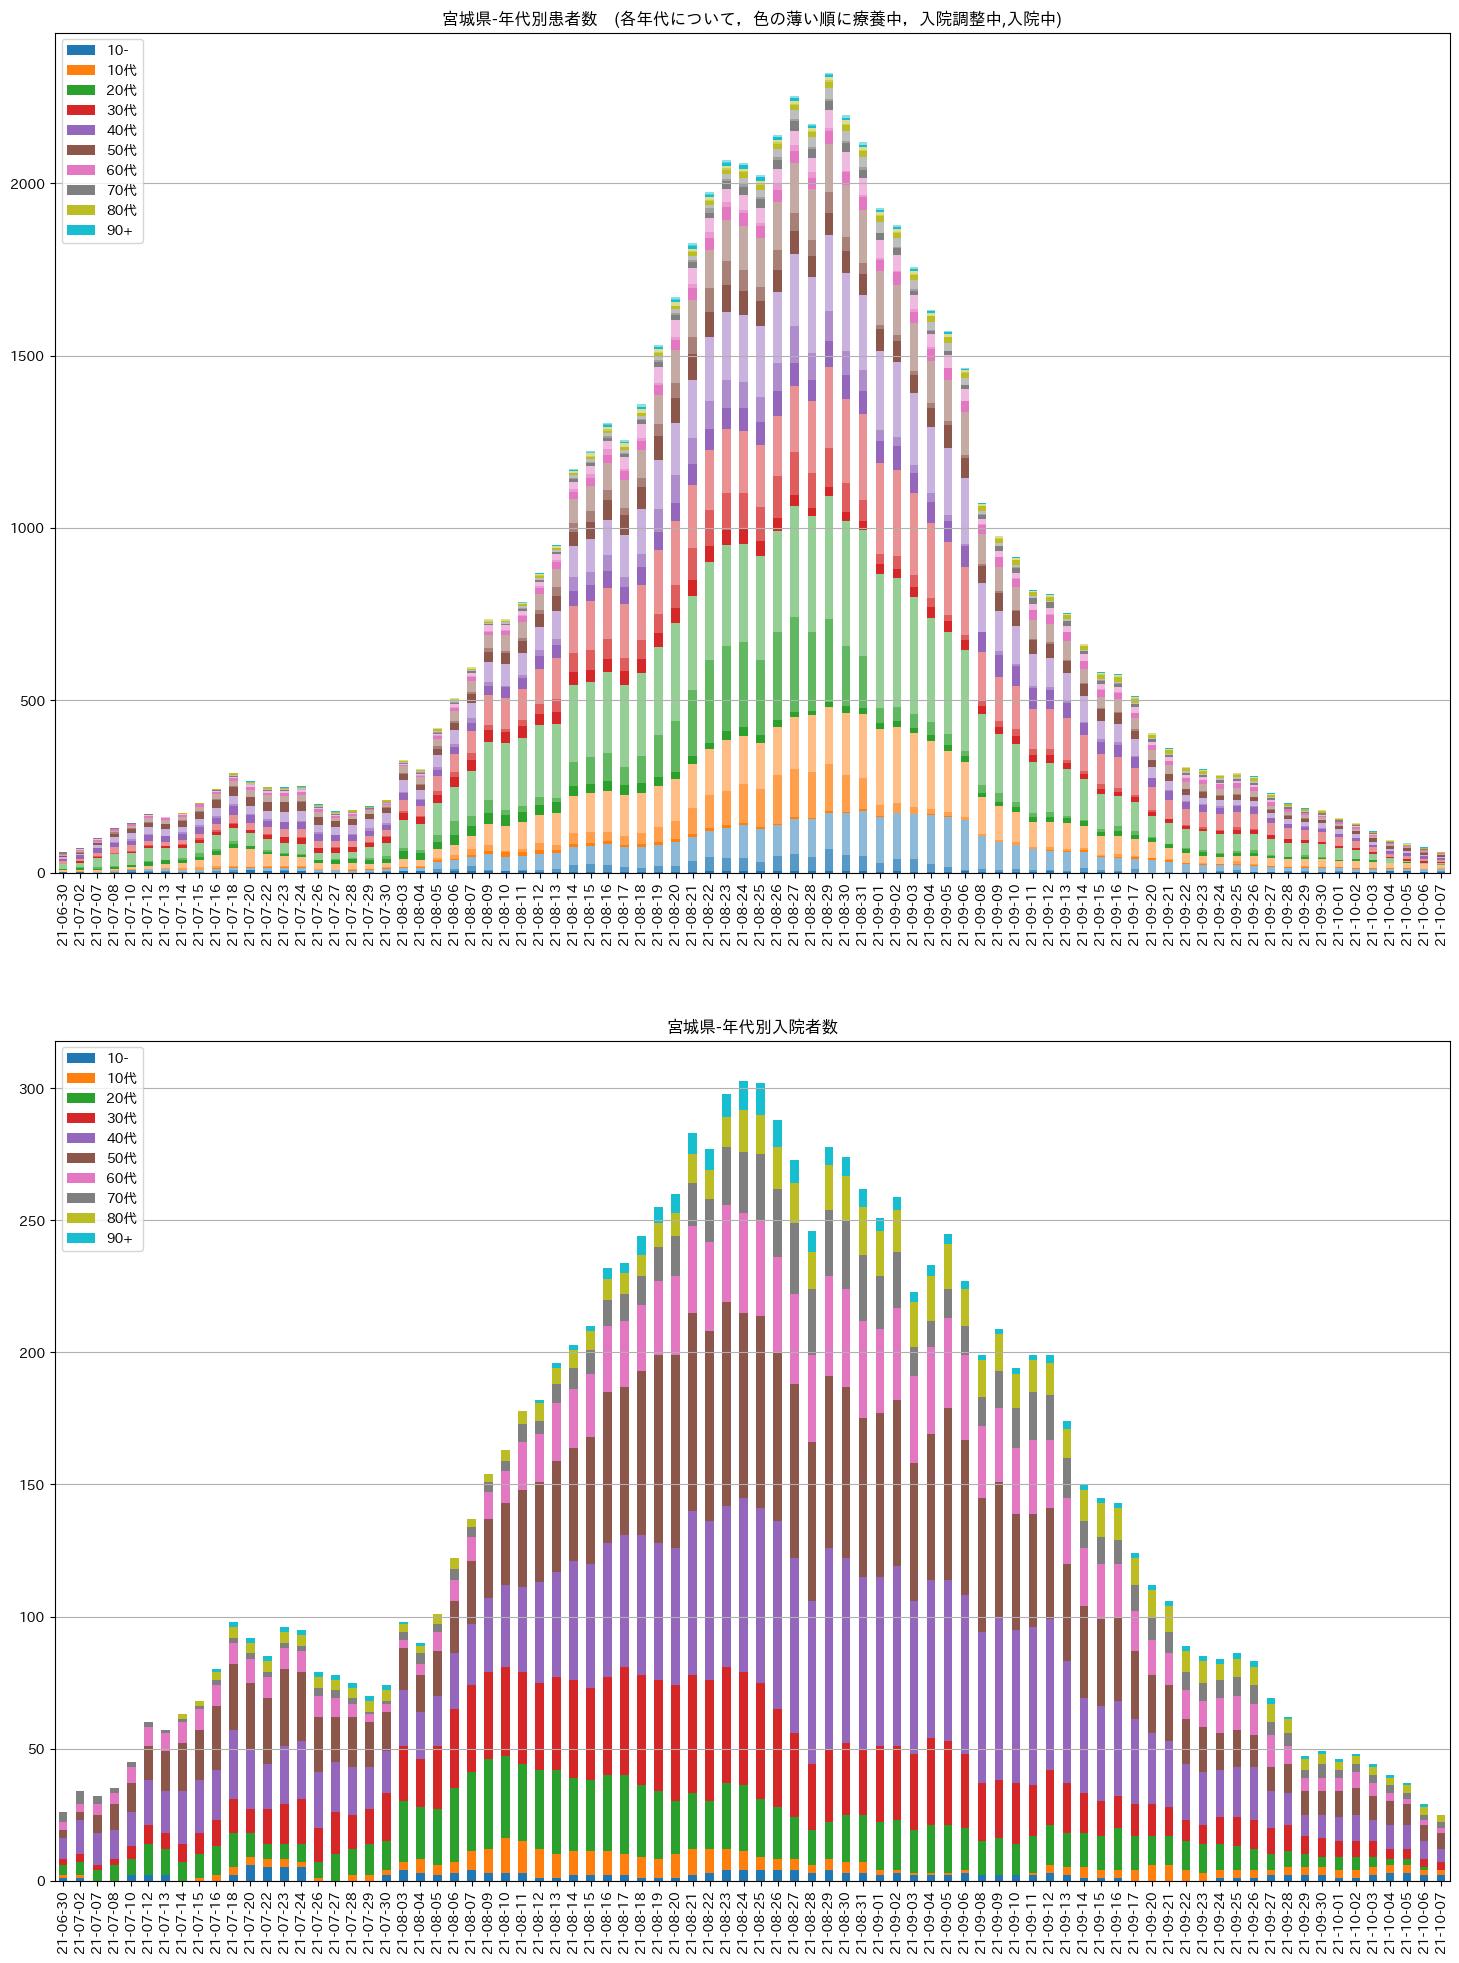 宮城県-年代別患者数　(各年代について，色の薄い順に療養中，入院調整中,入院中)
10-
10代
20代
30代
40代
50代
60代
70代
80代
90+
2000
1500
1000
500
0
21-06-30 21-07-02 21-07-07 21-07-08 21-07-10 21-07-12 21-07-13 21-07-14 21-07-15 21-07-16 21-07-18 21-07-20 21-07-22 21-07-23 21-07-24 21-07-26 21-07-27 21-07-28 21-07-29 21-07-30 21-08-03 21-08-04 21-08-05 21-08-06 21-08-07 21-08-09 21-08-10 21-08-11 21-08-12 21-08-13 21-08-14 21-08-15 21-08-16 21-08-17 21-08-18 21-08-19 21-08-20 21-08-21 21-08-22 21-08-23 21-08-24 21-08-25 21-08-26 21-08-27 21-08-28 21-08-29 21-08-30 21-08-31 21-09-01 21-09-02 21-09-03 21-09-04 21-09-05 21-09-06 21-09-08 21-09-09 21-09-10 21-09-11 21-09-12 21-09-13 21-09-14 21-09-15 21-09-16 21-09-17 21-09-20 21-09-21 21-09-22 21-09-23 21-09-24 21-09-25 21-09-26 21-09-27 21-09-28 21-09-29 21-09-30 21-10-01 21-10-02 21-10-03 21-10-04 21-10-05 21-10-06 21-10-07
宮城県-年代別入院者数
10-
10代
20代
30代
40代
50代
60代
70代
80代
90+
300
250
200
150
100
50
0
21-06-30 21-07-02 21-07-07 21-07-08 21-07-10 21-07-12 21-07-13 21-07-14 21-07-15 21-07-16 21-07-18 21-07-20 21-07-22 21-07-23 21-07-24 21-07-26 21-07-27 21-07-28 21-07-29 21-07-30 21-08-03 21-08-04 21-08-05 21-08-06 21-08-07 21-08-09 21-08-10 21-08-11 21-08-12 21-08-13 21-08-14 21-08-15 21-08-16 21-08-17 21-08-18 21-08-19 21-08-20 21-08-21 21-08-22 21-08-23 21-08-24 21-08-25 21-08-26 21-08-27 21-08-28 21-08-29 21-08-30 21-08-31 21-09-01 21-09-02 21-09-03 21-09-04 21-09-05 21-09-06 21-09-08 21-09-09 21-09-10 21-09-11 21-09-12 21-09-13 21-09-14 21-09-15 21-09-16 21-09-17 21-09-20 21-09-21 21-09-22 21-09-23 21-09-24 21-09-25 21-09-26 21-09-27 21-09-28 21-09-29 21-09-30 21-10-01 21-10-02 21-10-03 21-10-04 21-10-05 21-10-06 21-10-07